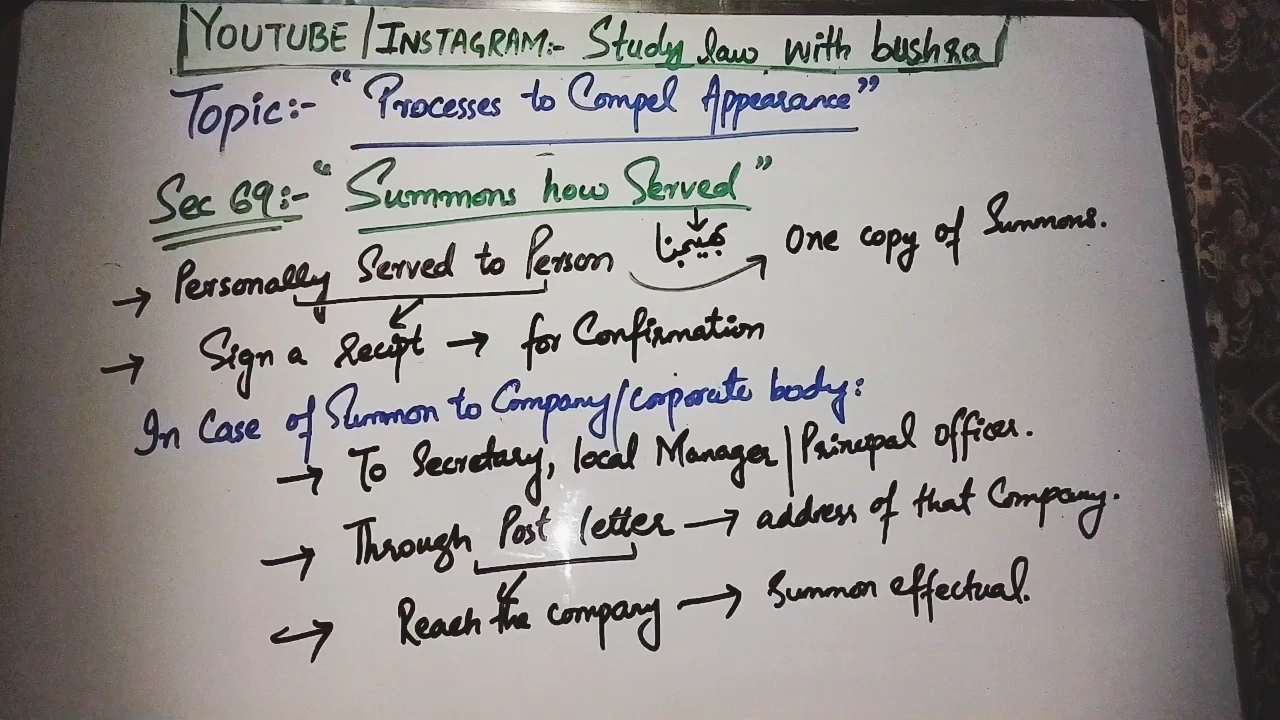 YOUTUBE / INSTAGRAM:- Study law with bushra
Topic:- "Processes to Compel Appearance"
Sec 69:- "Summons how Served"
بھیجنا
→ Personally Served to Person → One copy of Summons.
→ Sign a Recipt → for Confirmation
In Case of Summon to Company/corporate body:
→ To Secretary, local Manager | Principal officer.
→ Through Post letter → address of that Company.
→ Reach the company → Summon effectual.